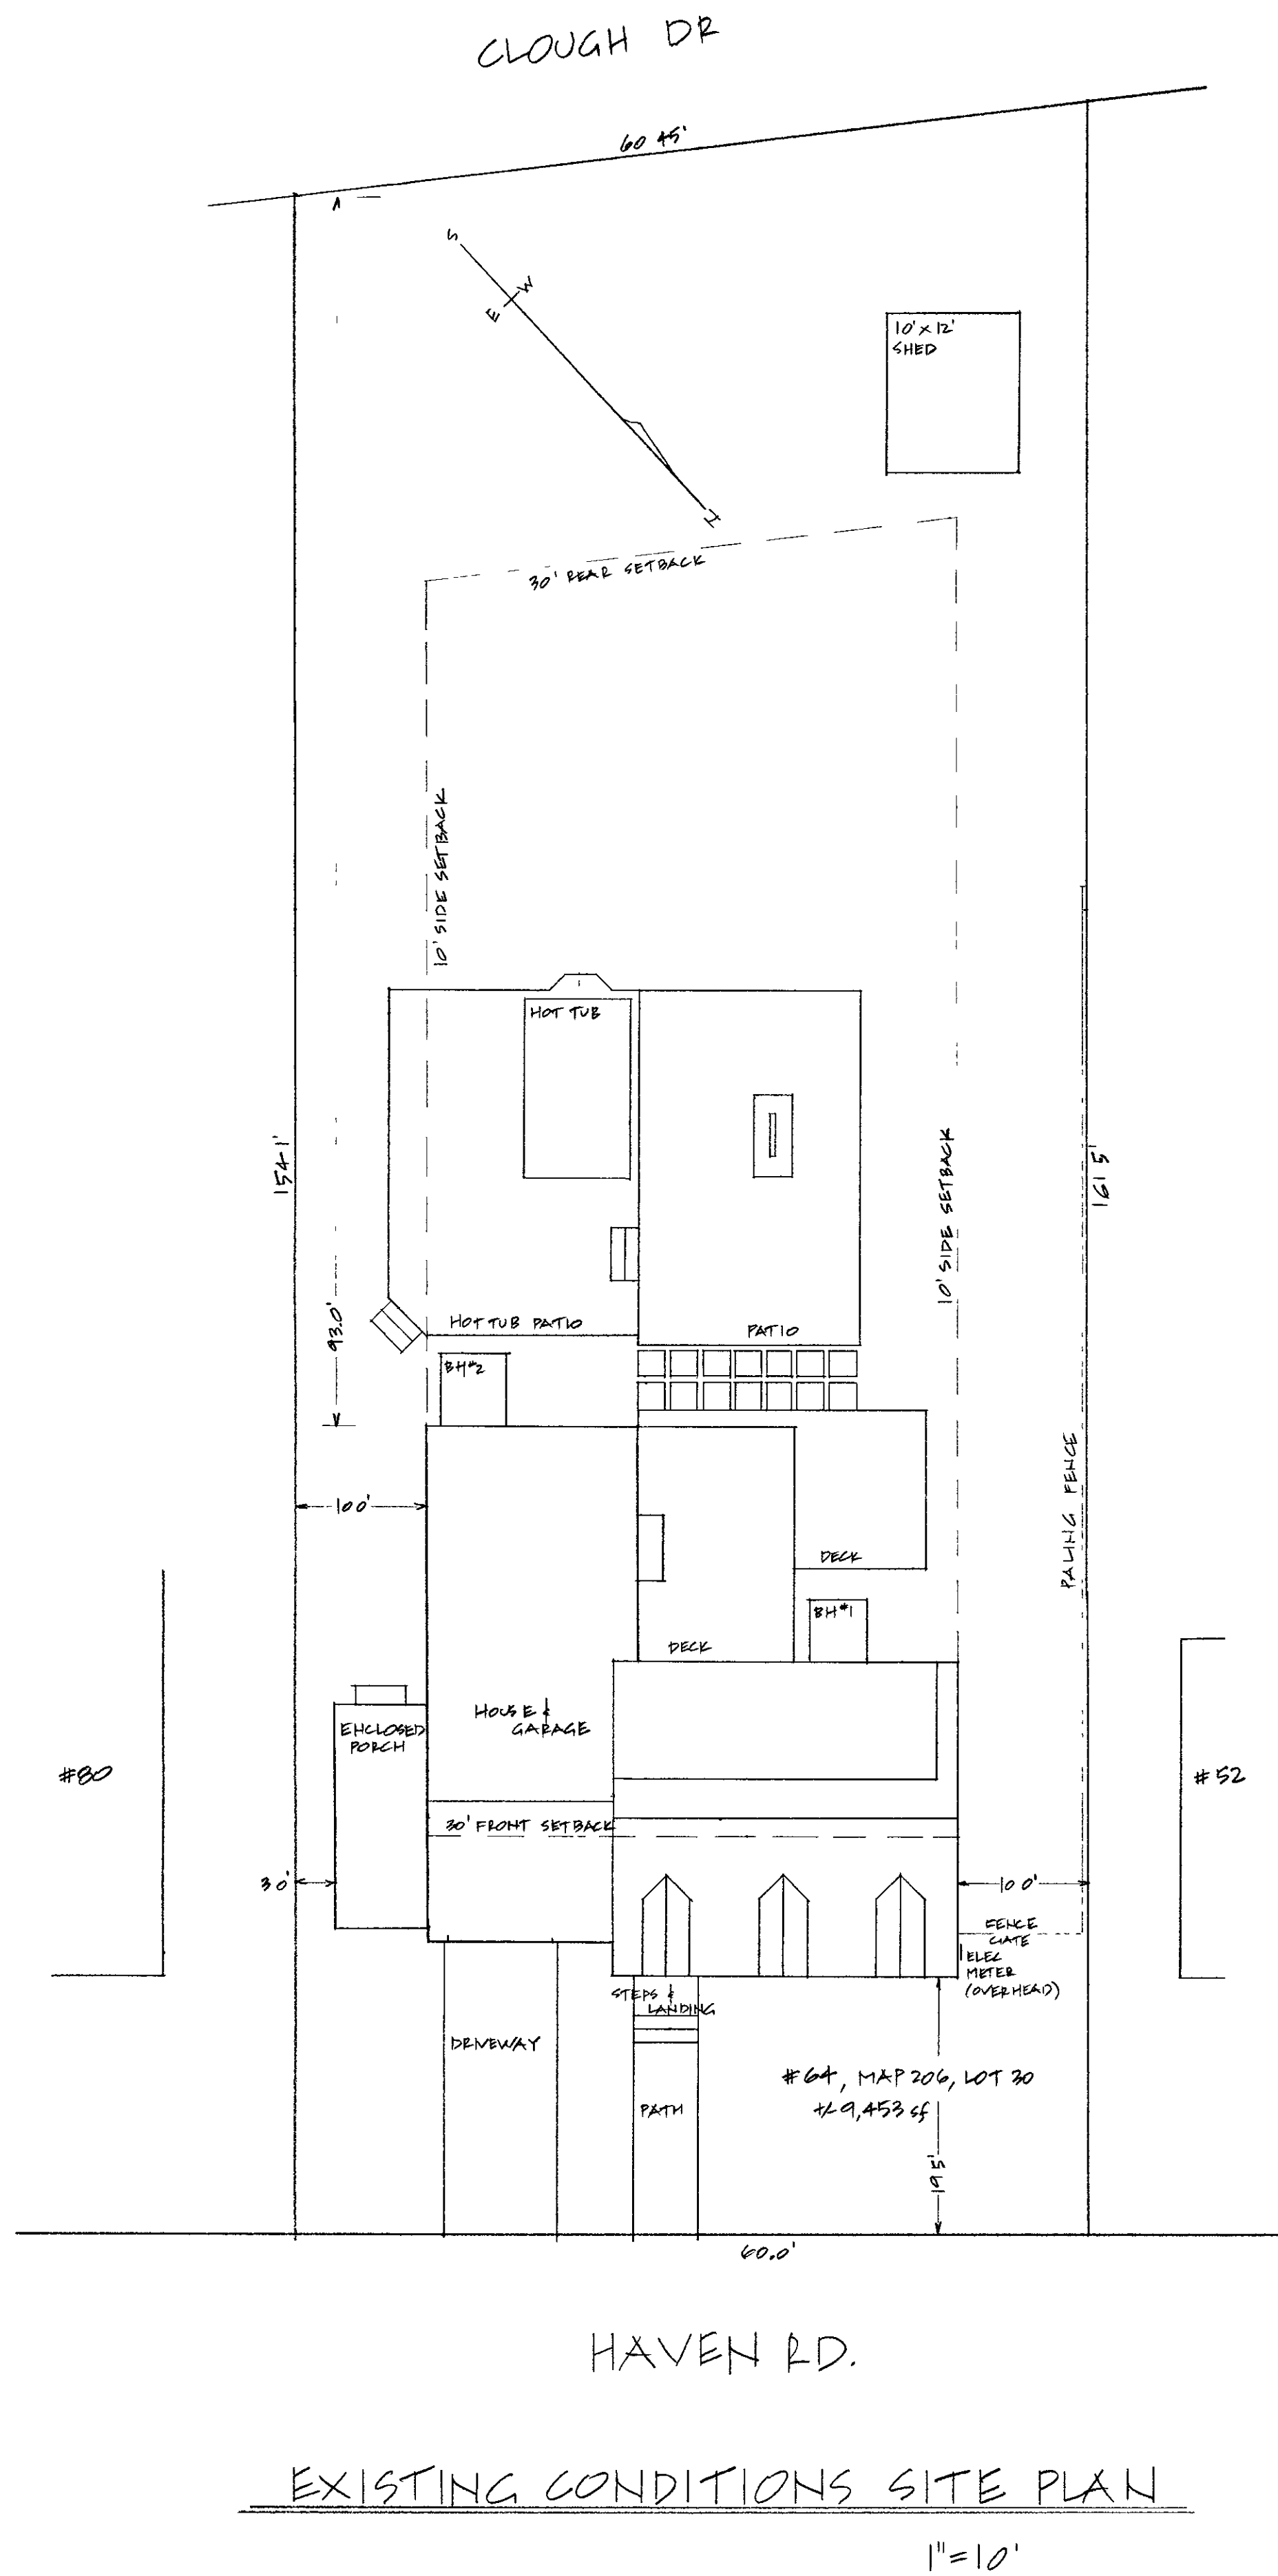 CLOUGH DR
60 45'
S
W
E
N
10' x 12'
SHED
30' REAR SETBACK
10' SIDE SETBACK
HOT TUB
154 1'
161 5'
10' SIDE SETBACK
93.0'
HOT TUB PATIO
PATIO
BH#2
PALING FENCE
10 0'
DECK
BH#1
DECK
HOUSE &
GARAGE
ENCLOSED
PORCH
#80
#52
30' FRONT SETBACK
3 0'
10 0'
FENCE
GATE
ELEC
METER
(OVERHEAD)
STEPS &
LANDING
DRIVEWAY
#64, MAP 206, LOT 30
+/- 9,453 sf
PATH
19 5'
60.0'
HAVEN RD.
EXISTING CONDITIONS SITE PLAN
1"=10'